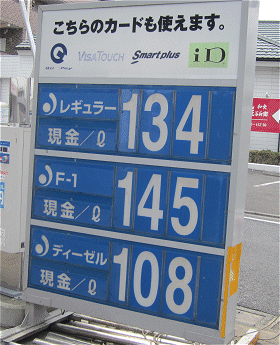 こちらのカードも使えます。
VISA TOUCH Smartplus iD
レギュラー 134
現金/ℓ
F-1 145
現金/ℓ
ディーゼル 108
現金/ℓ